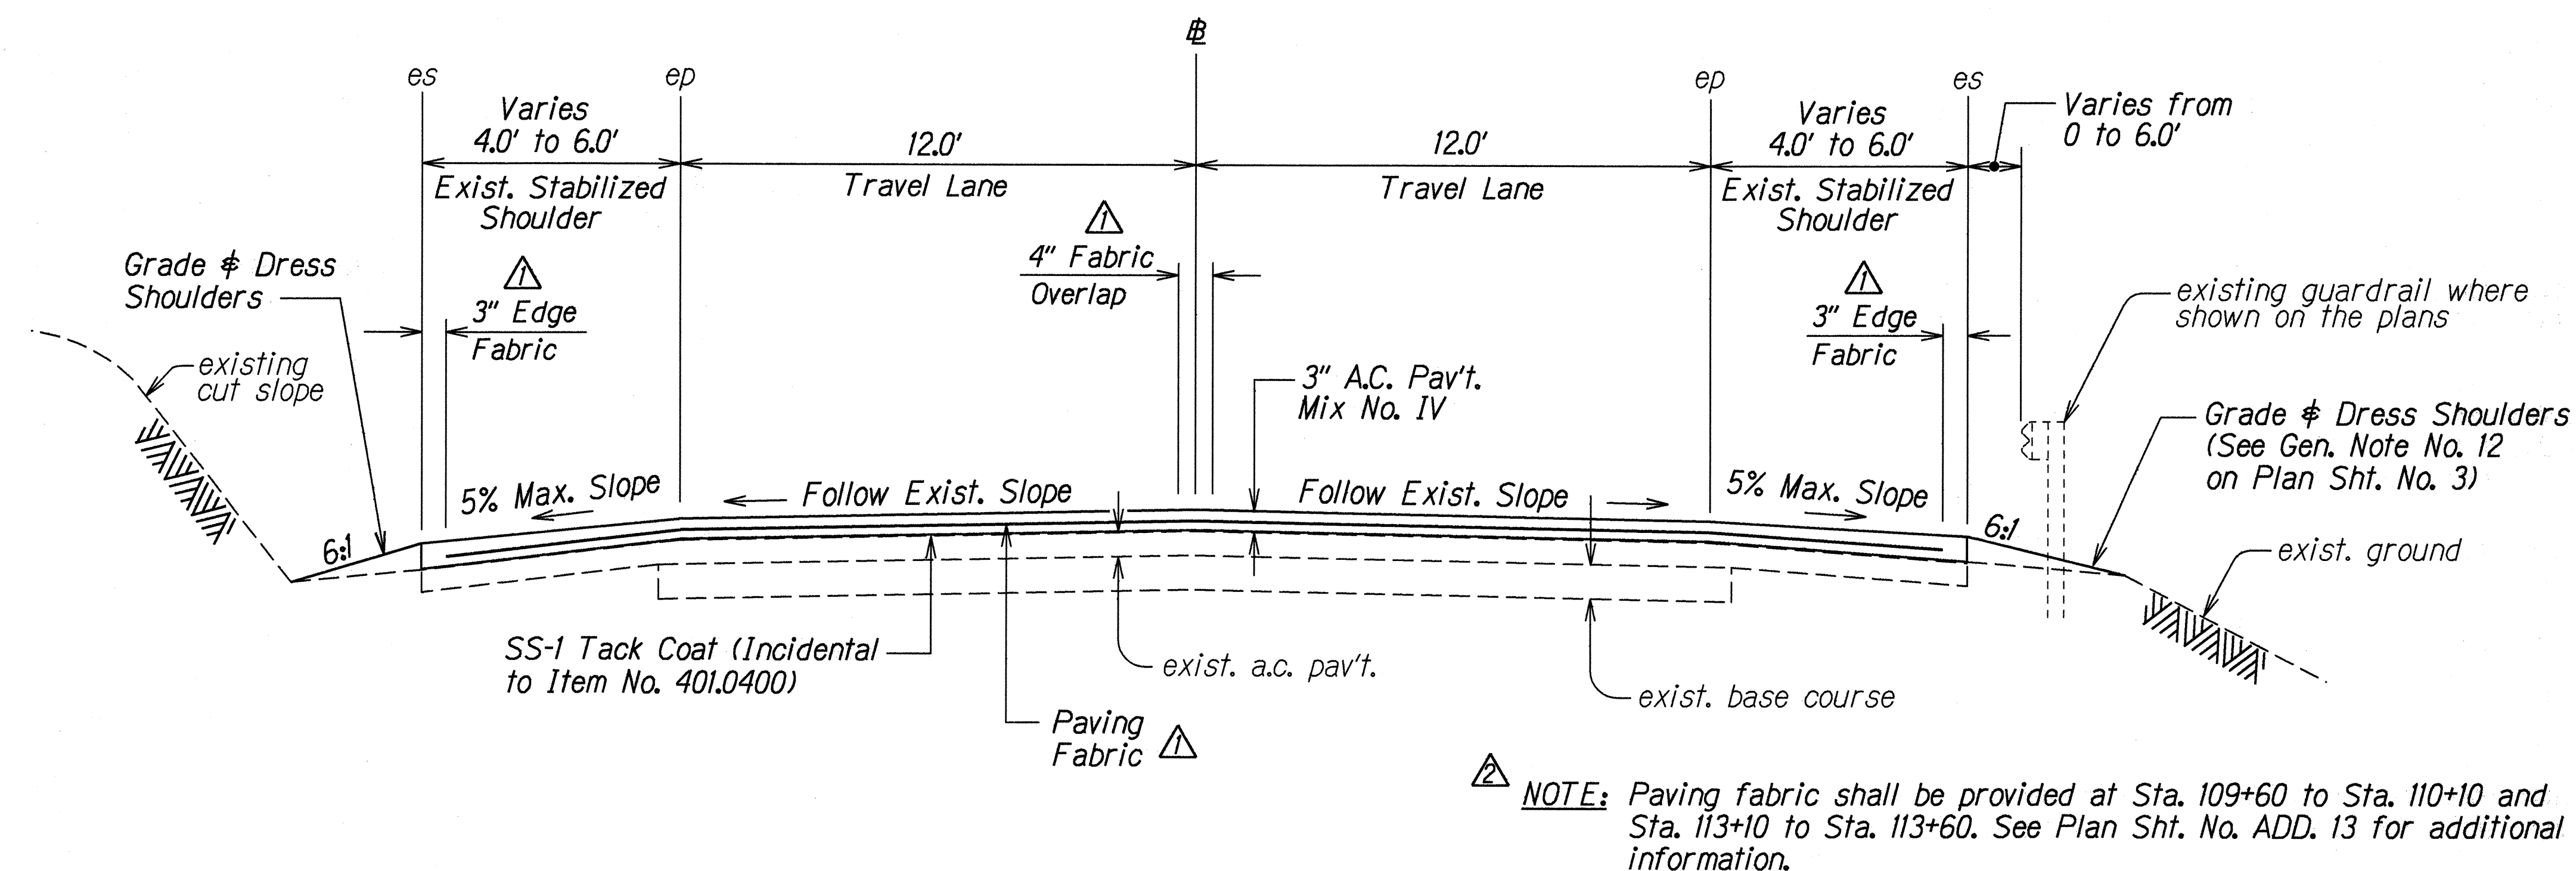 ℄
es
ep
ep
es
Varies
4.0' to 6.0'
12.0'
12.0'
Varies
4.0' to 6.0'
Varies from
0 to 6.0'
Exist. Stabilized
Shoulder
Travel Lane
Travel Lane
Exist. Stabilized
Shoulder
1
4" Fabric
Overlap
Grade & Dress
Shoulders
1
3" Edge
Fabric
1
3" Edge
Fabric
existing guardrail where
shown on the plans
existing
cut slope
3" A.C. Pav't.
Mix No. IV
Grade & Dress Shoulders
(See Gen. Note No. 12
on Plan Sht. No. 3)
5% Max. Slope
Follow Exist. Slope
Follow Exist. Slope
5% Max. Slope
6:1
6:1
exist. ground
SS-1 Tack Coat (Incidental
to Item No. 401.0400)
exist. a.c. pav't.
exist. base course
Paving
Fabric 1
2
NOTE: Paving fabric shall be provided at Sta. 109+60 to Sta. 110+10 and
Sta. 113+10 to Sta. 113+60. See Plan Sht. No. ADD. 13 for additional
information.